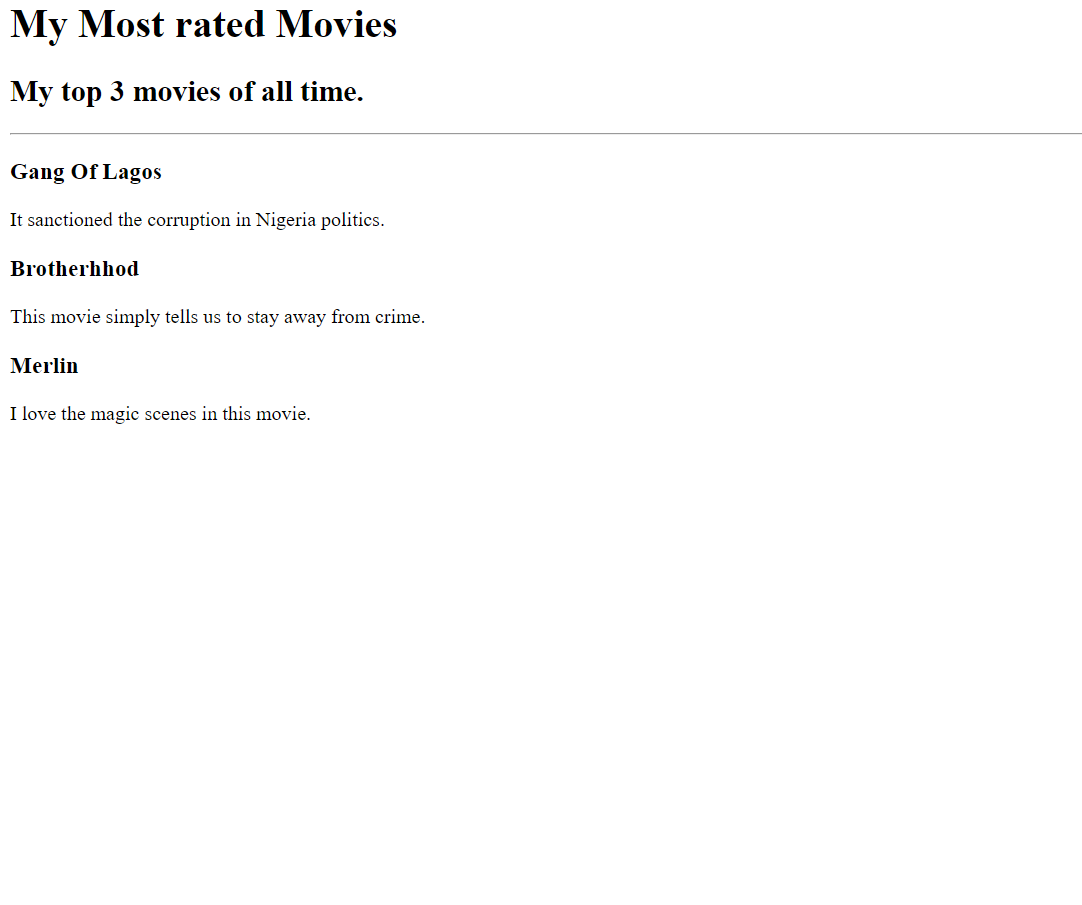 My Most rated Movies
My top 3 movies of all time.
Gang Of Lagos
It sanctioned the corruption in Nigeria politics.
Brotherhhod
This movie simply tells us to stay away from crime.
Merlin
I love the magic scenes in this movie.